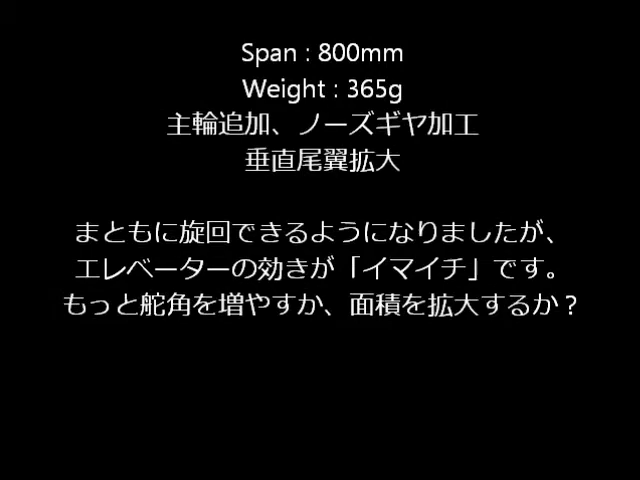 Span : 800mm
Weight : 365g
主輪追加、ノーズギヤ加工
垂直尾翼拡大
まともに旋回できるようになりましたが、
エレベーターの効きが「イマイチ」です。
もっと舵角を増やすか、面積を拡大するか？